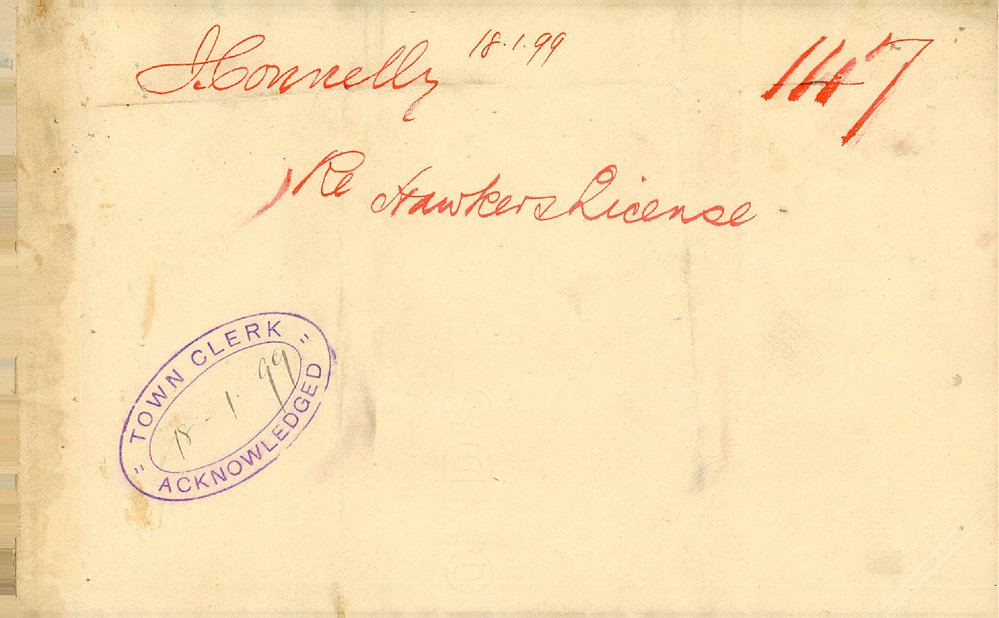 J Connelly 18.1.99 1147
Re Hawkers License
= TOWN CLERK =
18-1.99
ACKNOWLEDGED